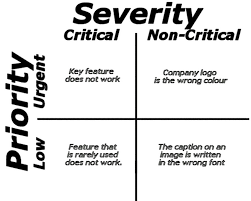 Severity
Critical Non-Critical
Priority
Urgent
Key feature
does not work
Company logo
is the wrong colour
Low
Feature that
is rarely used
does not work.
The caption on an
image is written
in the wrong font